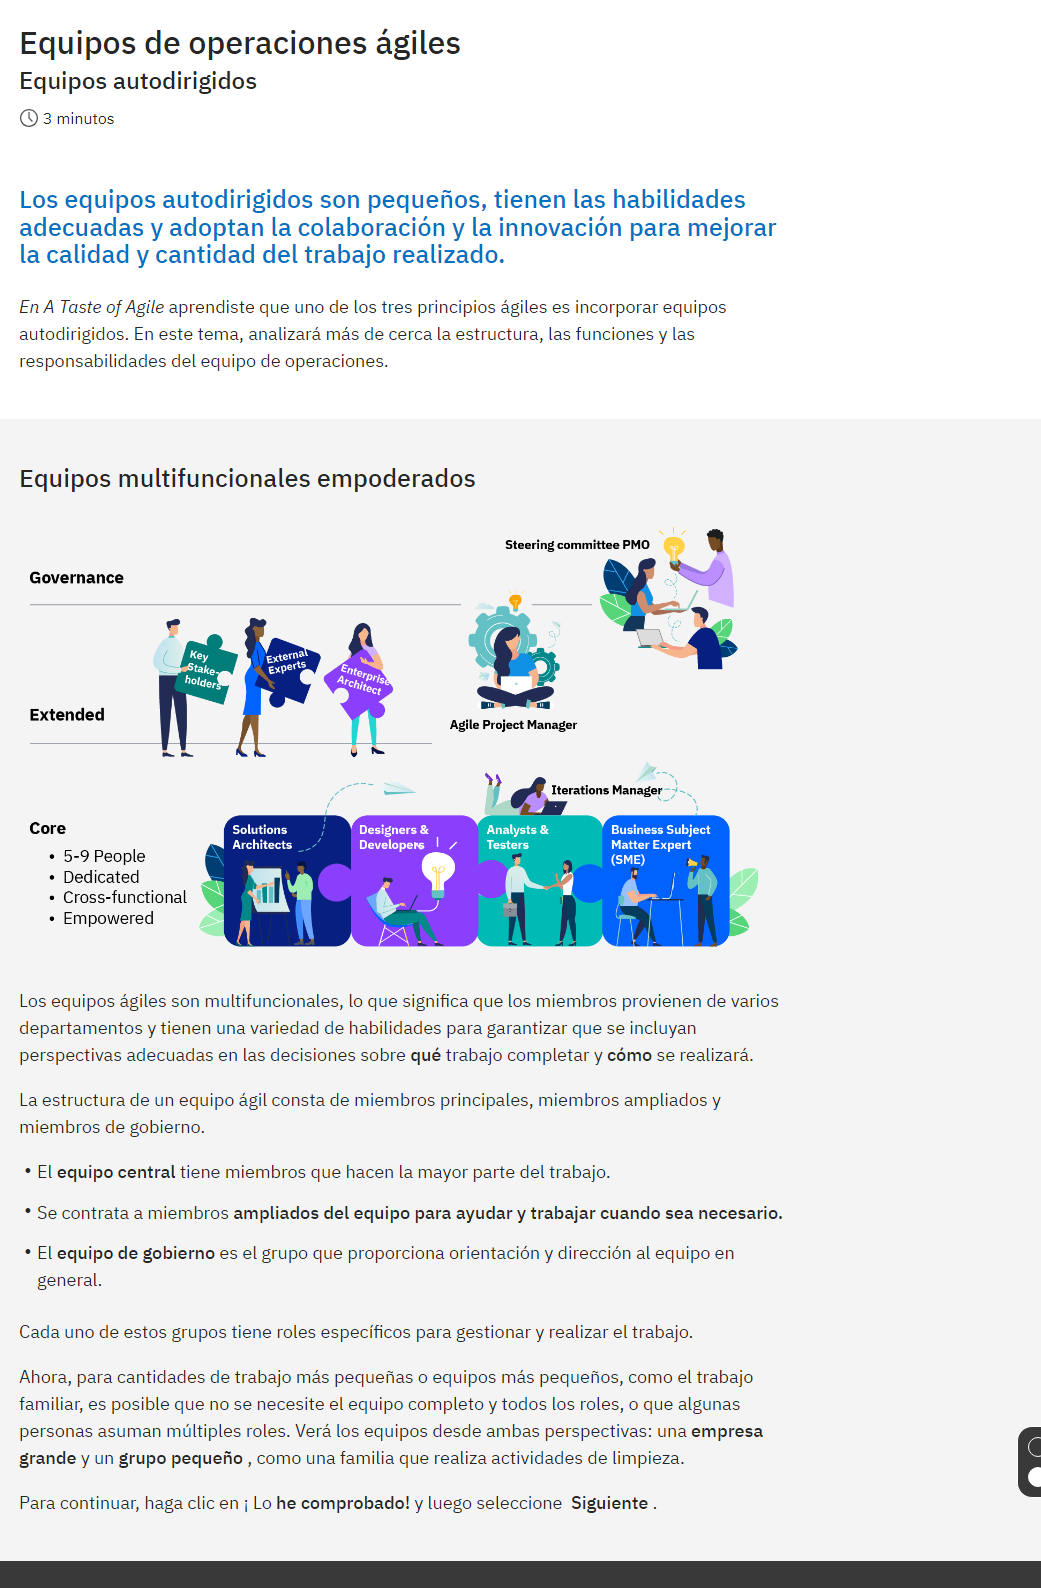 Equipos de operaciones ágiles
Equipos autodirigidos
3 minutos
Los equipos autodirigidos son pequeños, tienen las habilidades
adecuadas y adoptan la colaboración y la innovación para mejorar
la calidad y cantidad del trabajo realizado.
En A Taste of Agile aprendiste que uno de los tres principios ágiles es incorporar equipos
autodirigidos. En este tema, analizará más de cerca la estructura, las funciones y las
responsabilidades del equipo de operaciones.
Equipos multifuncionales empoderados
Steering committee PMO
Governance
Key
Stake-
holders
External
Experts
Enterprise
Architect
Extended
Agile Project Manager
Iterations Manager
Core
• 5-9 People
• Dedicated
• Cross-functional
• Empowered
Solutions
Architects
Designers &
Developers
Analysts &
Testers
Business Subject
Matter Expert
(SME)
Los equipos ágiles son multifuncionales, lo que significa que los miembros provienen de varios
departamentos y tienen una variedad de habilidades para garantizar que se incluyan
perspectivas adecuadas en las decisiones sobre qué trabajo completar y cómo se realizará.
La estructura de un equipo ágil consta de miembros principales, miembros ampliados y
miembros de gobierno.
• El equipo central tiene miembros que hacen la mayor parte del trabajo.
• Se contrata a miembros ampliados del equipo para ayudar y trabajar cuando sea necesario.
• El equipo de gobierno es el grupo que proporciona orientación y dirección al equipo en
general.
Cada uno de estos grupos tiene roles específicos para gestionar y realizar el trabajo.
Ahora, para cantidades de trabajo más pequeñas o equipos más pequeños, como el trabajo
familiar, es posible que no se necesite el equipo completo y todos los roles, o que algunas
personas asuman múltiples roles. Verá los equipos desde ambas perspectivas: una empresa
grande y un grupo pequeño , como una familia que realiza actividades de limpieza.
Para continuar, haga clic en ¡ Lo he comprobado! y luego seleccione Siguiente .